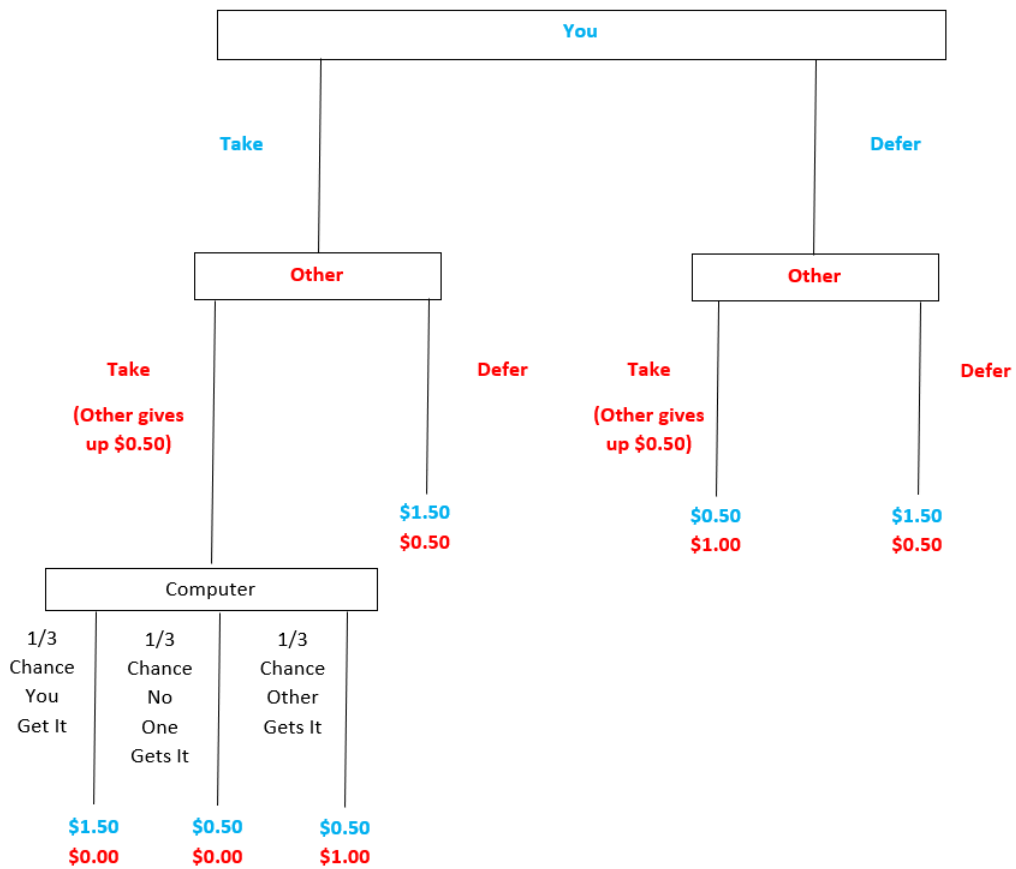 You
Take
Defer
Other
Other
Take
(Other gives
up $0.50)
Defer
Take
(Other gives
up $0.50)
Defer
$1.50
$0.50
$0.50
$1.00
$1.50
$0.50
Computer
1/3
Chance
You
Get It
1/3
Chance
No
One
Gets It
1/3
Chance
Other
Gets It
$1.50
$0.00
$0.50
$0.00
$0.50
$1.00